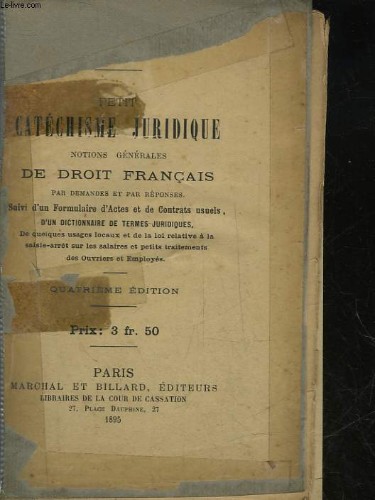 PETIT
CATÉCHISME JURIDIQUE
NOTIONS GÉNÉRALES
DE DROIT FRANÇAIS
PAR DEMANDES ET PAR RÉPONSES.
Suivi d'un Formulaire d'Actes et de Contrats usuels,
D'UN DICTIONNAIRE DE TERMES JURIDIQUES,
De quelques usages locaux et de la loi relative à la
saisie-arrêt sur les salaires et petits traitements
des Ouvriers et Employés.
QUATRIÈME ÉDITION
Prix: 3 fr. 50
PARIS
MARCHAL ET BILLARD, ÉDITEURS
LIBRAIRES DE LA COUR DE CASSATION
27, PLACE DAUPHINE, 27
1895